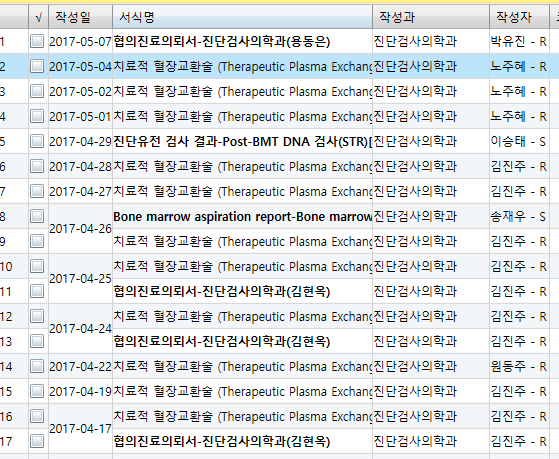 √ 작성일 서식명 작성과 작성자
1 2017-05-07 협의진료의뢰서-진단검사의학과(용동은) 진단검사의학과 박유진 - R
2 2017-05-04 치료적 혈장교환술 (Therapeutic Plasma Exchang 진단검사의학과 노주혜 - R
3 2017-05-02 치료적 혈장교환술 (Therapeutic Plasma Exchang 진단검사의학과 노주혜 - R
4 2017-05-01 치료적 혈장교환술 (Therapeutic Plasma Exchang 진단검사의학과 노주혜 - R
5 2017-04-29 진단유전 검사 결과-Post-BMT DNA 검사(STR)[ 진단검사의학과 이승태 - S
6 2017-04-28 치료적 혈장교환술 (Therapeutic Plasma Exchang 진단검사의학과 김진주 - R
7 2017-04-27 치료적 혈장교환술 (Therapeutic Plasma Exchang 진단검사의학과 김진주 - R
8 2017-04-26 Bone marrow aspiration report-Bone marrow 진단검사의학과 송재우 - S
9 치료적 혈장교환술 (Therapeutic Plasma Exchang 진단검사의학과 김진주 - R
10 2017-04-25 치료적 혈장교환술 (Therapeutic Plasma Exchang 진단검사의학과 김진주 - R
11 협의진료의뢰서-진단검사의학과(김현옥) 진단검사의학과 김진주 - R
12 2017-04-24 치료적 혈장교환술 (Therapeutic Plasma Exchang 진단검사의학과 김진주 - R
13 협의진료의뢰서-진단검사의학과(김현옥) 진단검사의학과 김진주 - R
14 2017-04-22 치료적 혈장교환술 (Therapeutic Plasma Exchang 진단검사의학과 원동주 - R
15 2017-04-19 치료적 혈장교환술 (Therapeutic Plasma Exchang 진단검사의학과 김진주 - R
16 2017-04-17 치료적 혈장교환술 (Therapeutic Plasma Exchang 진단검사의학과 김진주 - R
17 협의진료의뢰서-진단검사의학과(김현옥) 진단검사의학과 김진주 - R